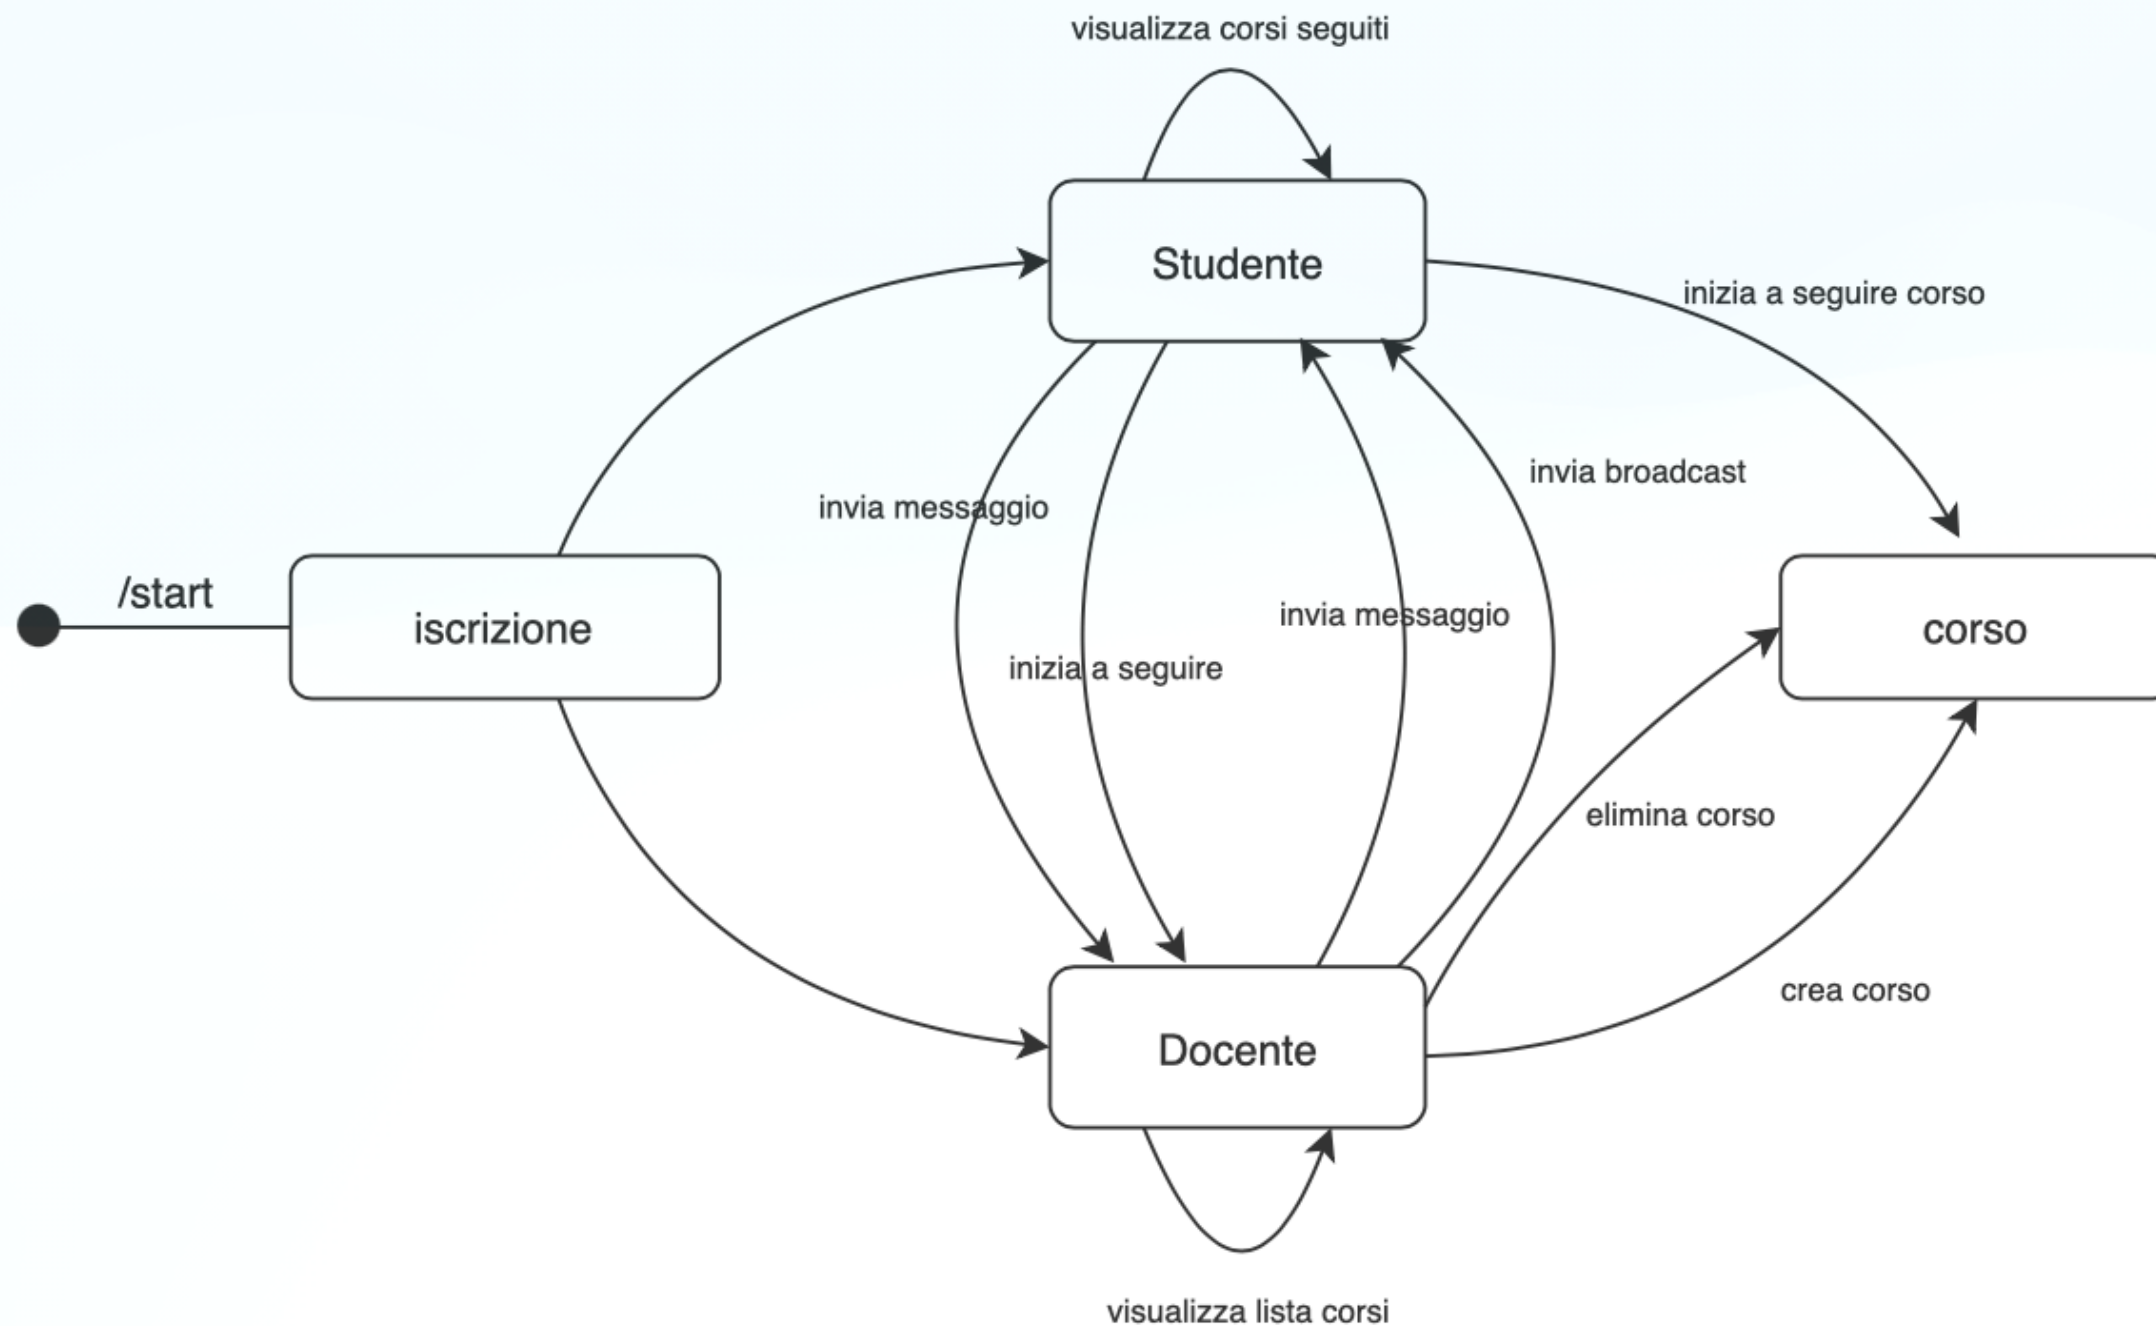 visualizza corsi seguiti
Studente
inizia a seguire corso
invia broadcast
invia messaggio
/start
iscrizione
invia messaggio
corso
inizia a seguire
elimina corso
crea corso
Docente
visualizza lista corsi